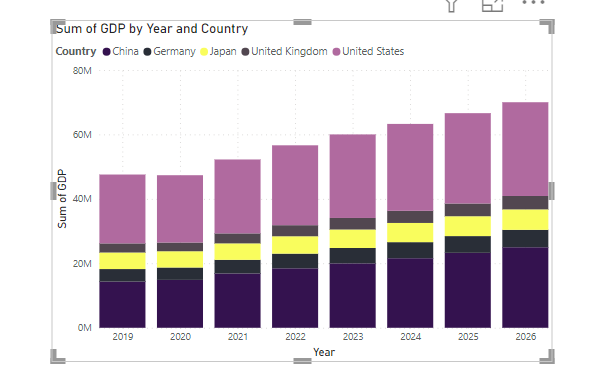 Sum of GDP by Year and Country
Country China Germany Japan United Kingdom United States
80M
60M
40M
20M
0M
Sum of GDP
2019 2020 2021 2022 2023 2024 2025 2026
Year